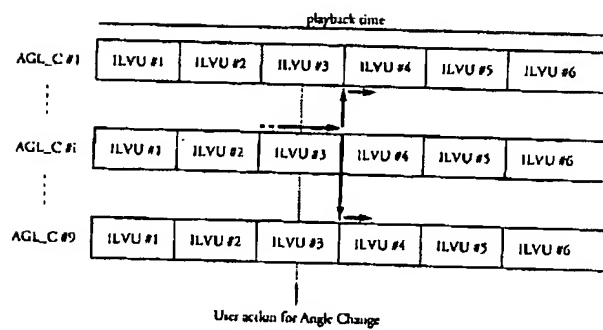 playback time
AGL_C #1 ILVU #1 ILVU #2 ILVU #3 ILVU #4 ILVU #5 ILVU #6
AGL_C #i ILVU #1 ILVU #2 ILVU #3 ILVU #4 ILVU #5 ILVU #6
AGL_C #9 ILVU #1 ILVU #2 ILVU #3 ILVU #4 ILVU #5 ILVU #6
User action for Angle Change